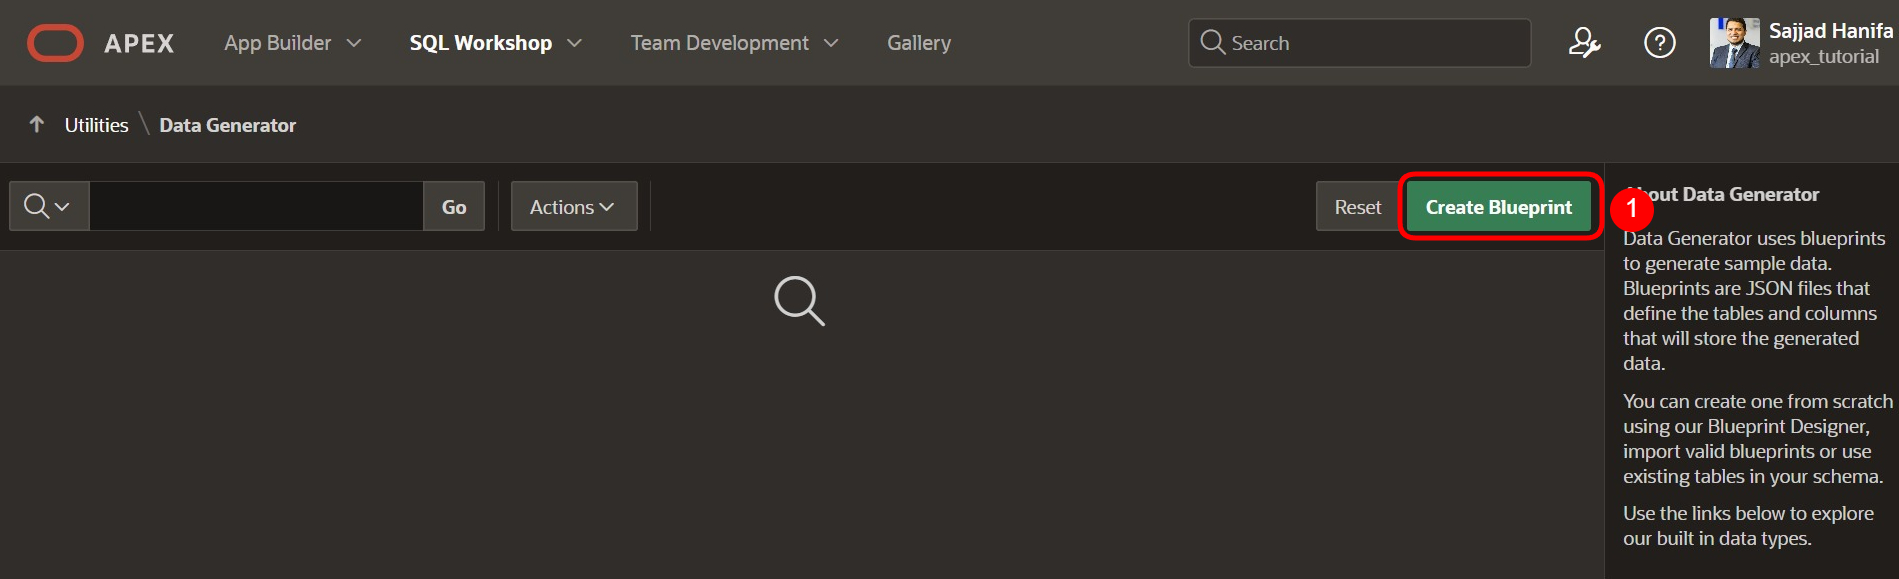 APEX App Builder SQL Workshop Team Development Gallery Search Sajjad Hanifa
apex_tutorial
Utilities \ Data Generator
Go Actions Reset Create Blueprint 1
out Data Generator
Data Generator uses blueprints
to generate sample data.
Blueprints are JSON files that
define the tables and columns
that will store the generated
data.
You can create one from scratch
using our Blueprint Designer,
import valid blueprints or use
existing tables in your schema.
Use the links below to explore
our built in data types.